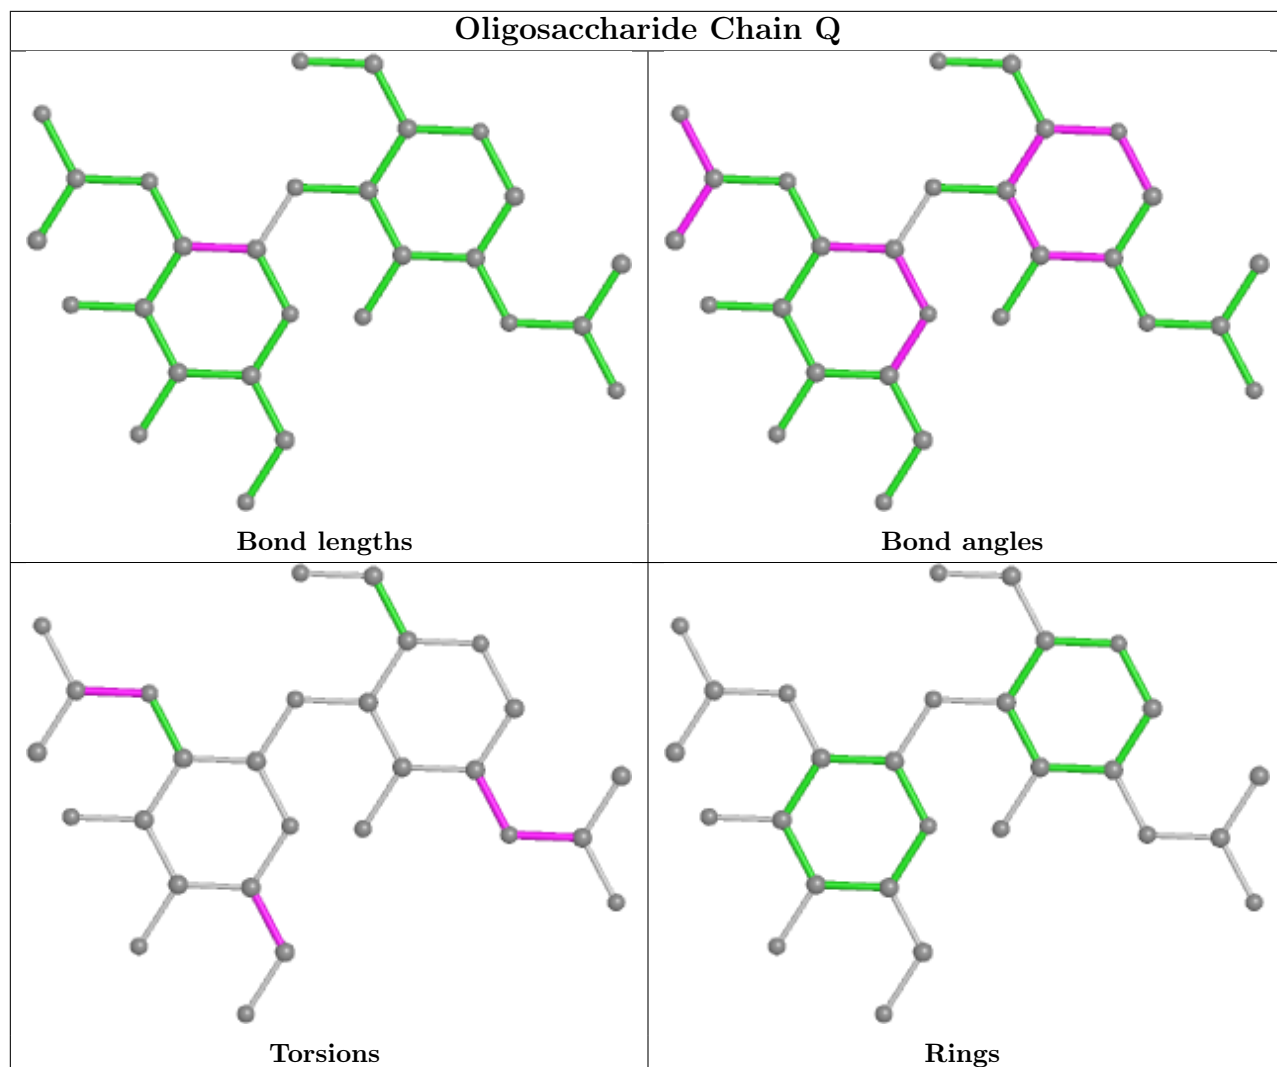 Oligosaccharide Chain Q
Bond lengths
Bond angles
Torsions
Rings